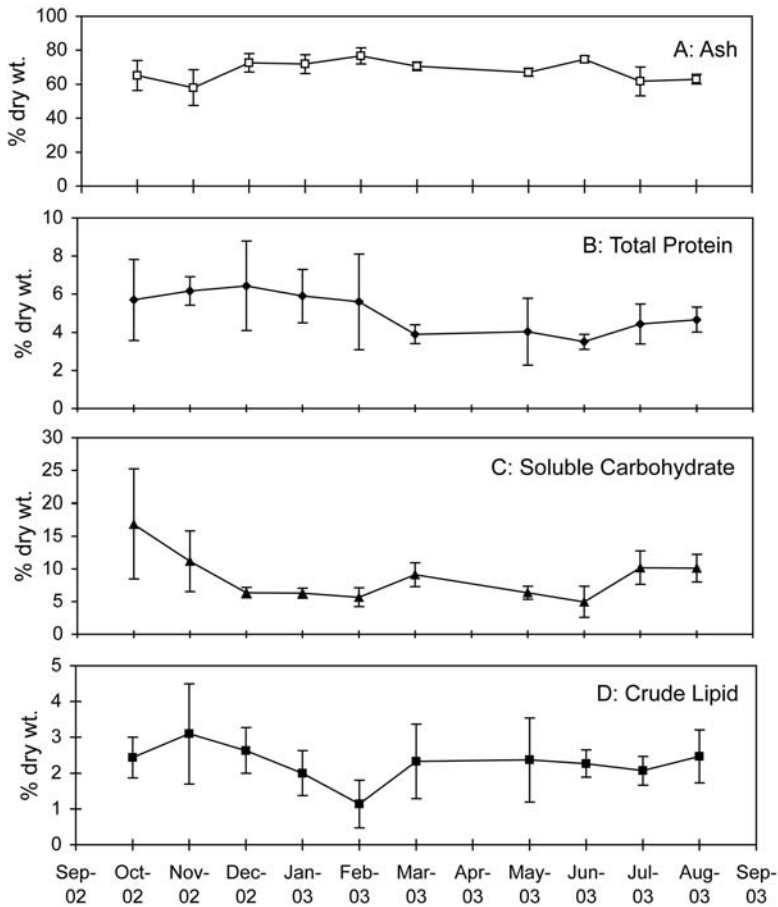 100
80
60
40
20
0
% dry wt.
A: Ash
10
8
6
4
2
0
% dry wt.
B: Total Protein
30
25
20
15
10
5
0
% dry wt.
C: Soluble Carbohydrate
5
4
3
2
1
0
% dry wt.
D: Crude Lipid
Sep- Oct- Nov- Dec- Jan- Feb- Mar- Apr- May- Jun- Jul- Aug- Sep-
02 02 02 02 03 03 03 03 03 03 03 03 03